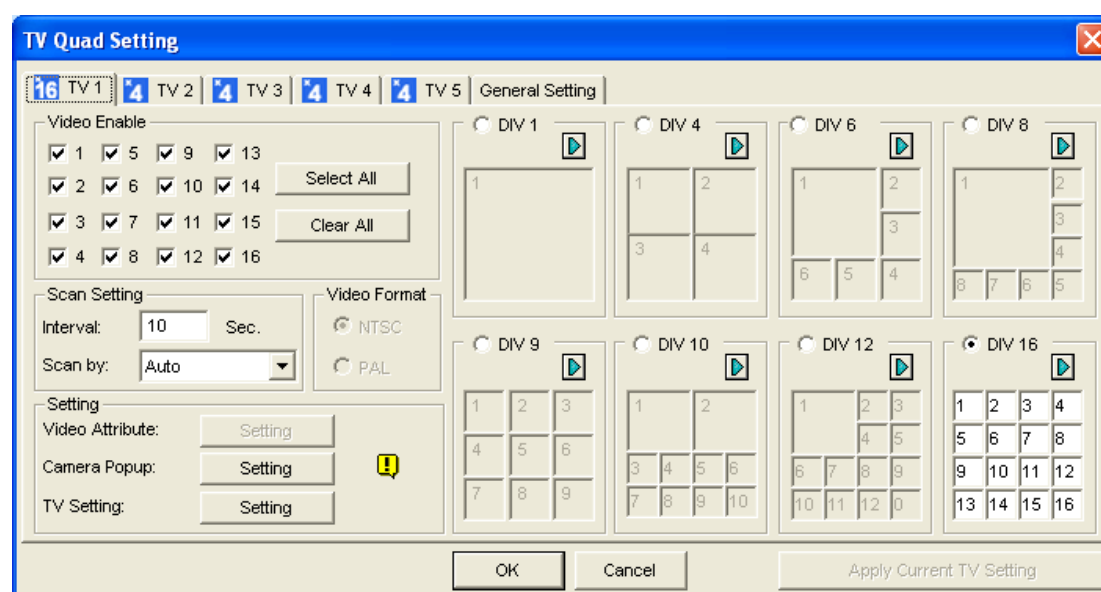 TV Quad Setting
x16 TV 1 x4 TV 2 x4 TV 3 x4 TV 4 x4 TV 5 General Setting
Video Enable
1 5 9 13
2 6 10 14 Select All
3 7 11 15 Clear All
4 8 12 16
Scan Setting
Interval: 10 Sec.
Scan by: Auto
Video Format
NTSC
PAL
Setting
Video Attribute: Setting
Camera Popup: Setting
TV Setting: Setting
DIV 1
1
DIV 4
1 2
3 4
DIV 6
1 2
3
6 5 4
DIV 8
1 2
3
4
8 7 6 5
DIV 9
1 2 3
4 5 6
7 8 9
DIV 10
1 2
3 4 5 6
7 8 9 10
DIV 12
1 2 3
4 5
6 7 8 9
10 11 12 0
DIV 16
1 2 3 4
5 6 7 8
9 10 11 12
13 14 15 16
OK Cancel Apply Current TV Setting